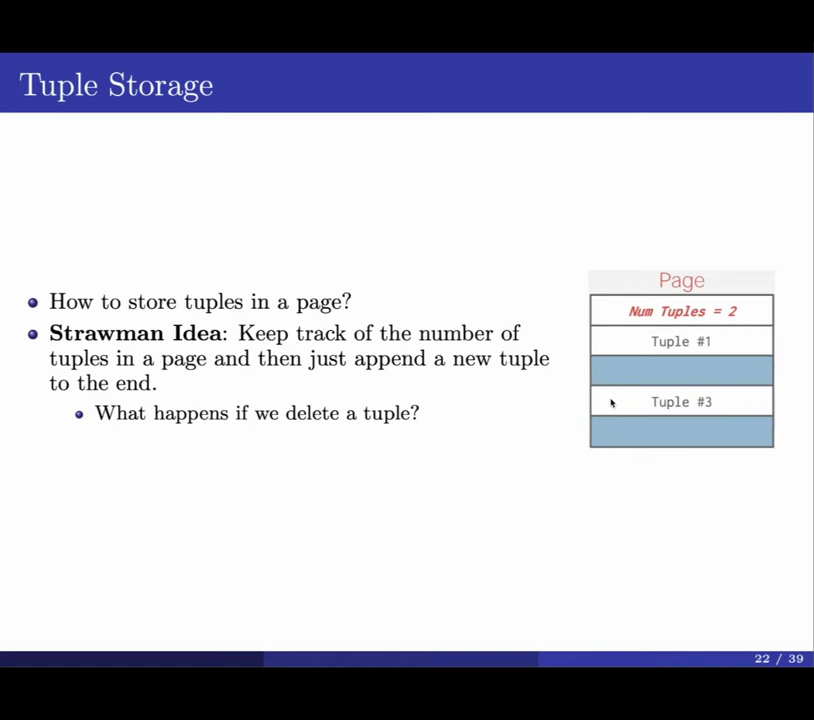 Tuple Storage
How to store tuples in a page?
Strawman Idea: Keep track of the number of
tuples in a page and then just append a new tuple
to the end.
What happens if we delete a tuple?
Page
Num Tuples = 2
Tuple #1
Tuple #3
22 / 39